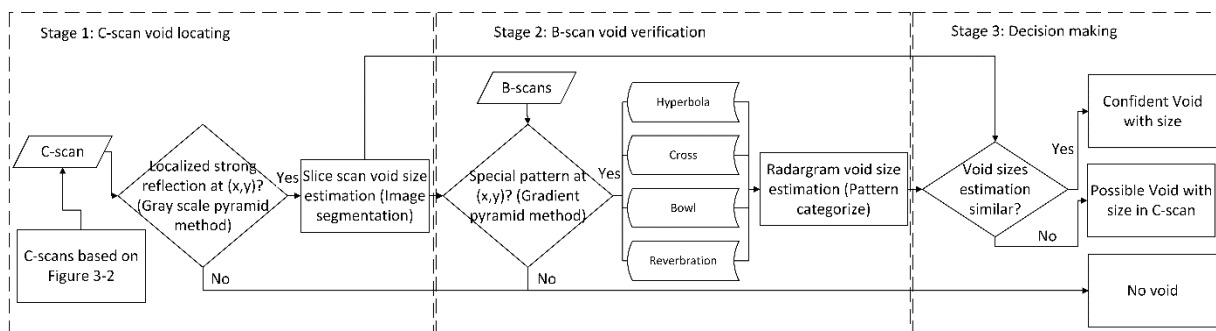 Stage 1: C-scan void locating
C-scan
C-scans based on
Figure 3-2
Localized strong
reflection at (x,y)?
(Gray scale pyramid
method)
Yes
No
Slice scan void size
estimation (Image
segmentation)
Stage 2: B-scan void verification
B-scans
Special pattern at
(x,y)? (Gradient
pyramid method)
Yes
No
Hyperbola
Cross
Bowl
Reverbration
Radargram void size
estimation (Pattern
categorize)
Stage 3: Decision making
Void sizes
estimation
similar?
Yes
No
Confident Void
with size
Possible Void with
size in C-scan
No void